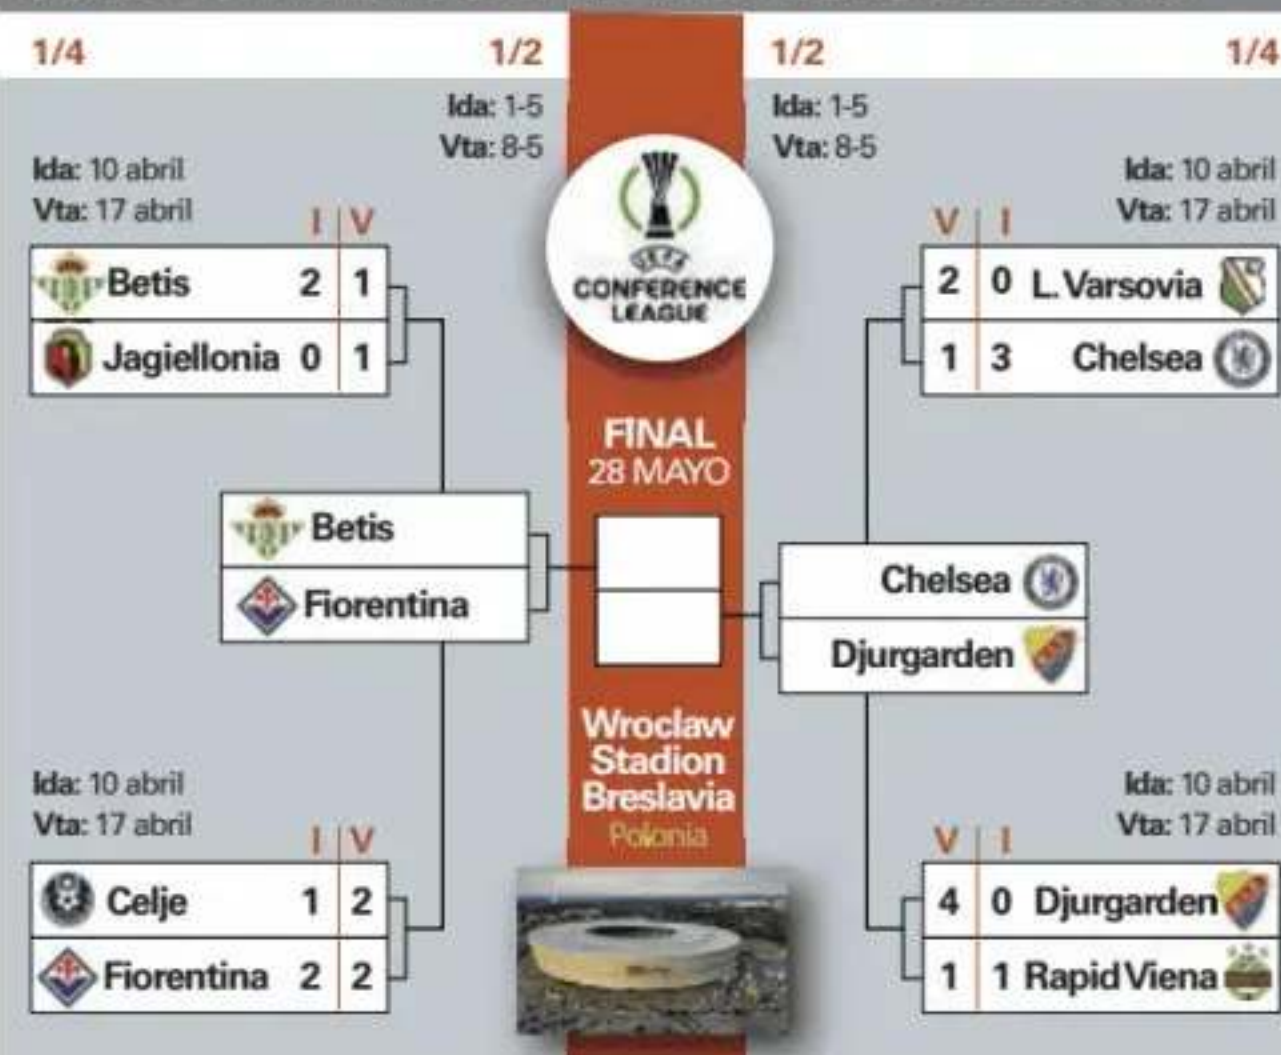 1/4
1/2
1/2
1/4
Ida: 1-5
Vta: 8-5
Ida: 1-5
Vta: 8-5
Ida: 10 abril
Vta: 17 abril
I V
Betis 2 1
Jagiellonia 0 1
Ida: 10 abril
Vta: 17 abril
V I
2 0 L. Varsovia
1 3 Chelsea
UEFA
CONFERENCE
LEAGUE
FINAL
28 MAYO
Betis
Fiorentina
Chelsea
Djurgarden
Wroclaw
Stadion
Breslavia
Polonia
Ida: 10 abril
Vta: 17 abril
I V
Celje 1 2
Fiorentina 2 2
Ida: 10 abril
Vta: 17 abril
V I
4 0 Djurgarden
1 1 Rapid Viena